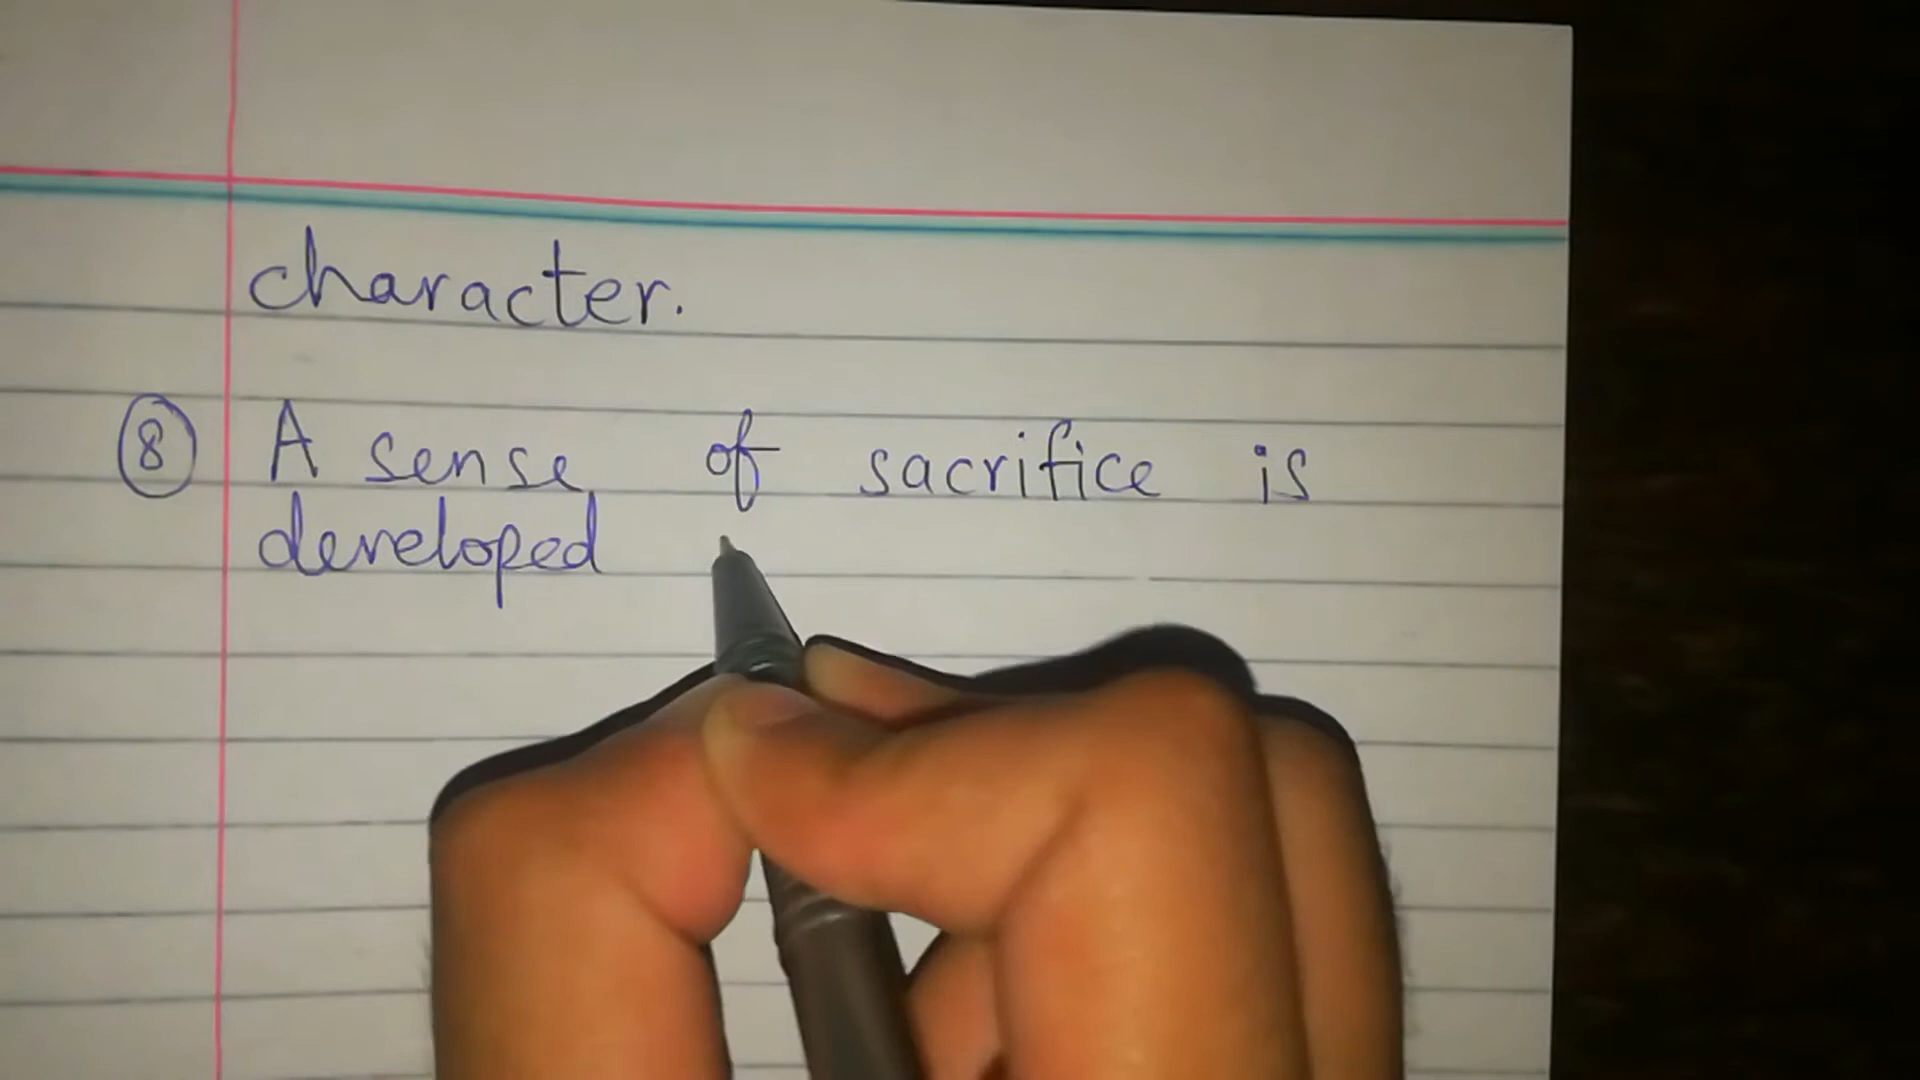 character.
⑧ A sense of sacrifice is
developed